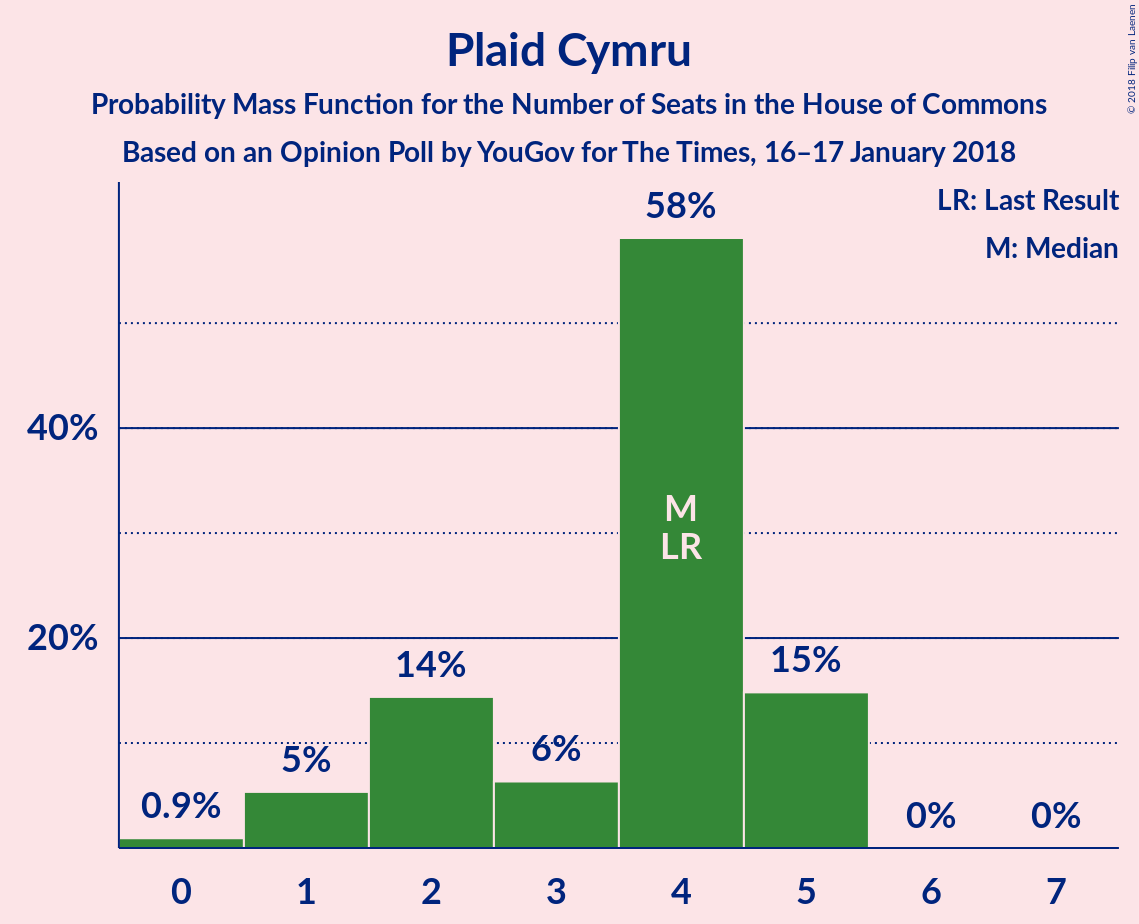 Plaid Cymru
Probability Mass Function for the Number of Seats in the House of Commons
Based on an Opinion Poll by YouGov for The Times, 16–17 January 2018
© 2018 Filip van Laenen
LR: Last Result
M: Median
58%
40%
M
LR
20%
14%
15%
5%
6%
0.9%
0%
0%
0 1 2 3 4 5 6 7